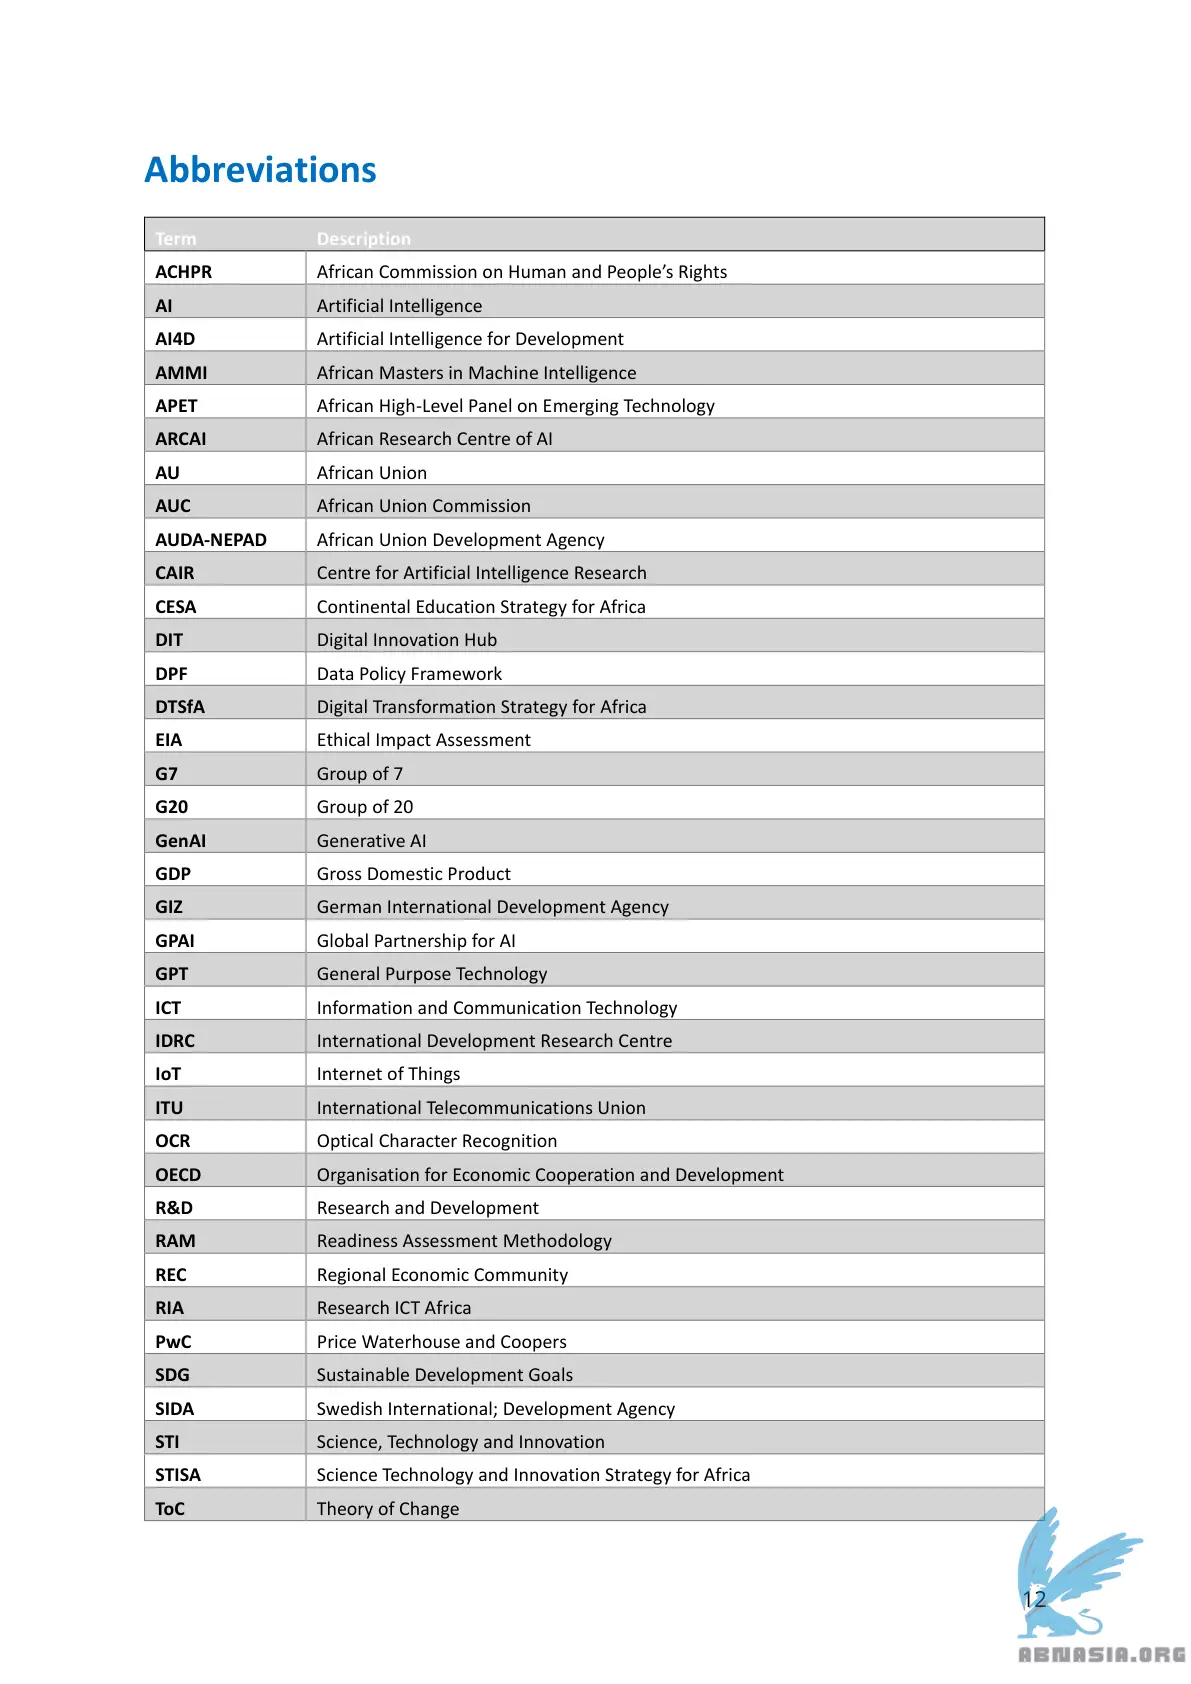 Abbreviations
Term Description
ACHPR African Commission on Human and People’s Rights
AI Artificial Intelligence
AI4D Artificial Intelligence for Development
AMMI African Masters in Machine Intelligence
APET African High-Level Panel on Emerging Technology
ARCAI African Research Centre of AI
AU African Union
AUC African Union Commission
AUDA-NEPAD African Union Development Agency
CAIR Centre for Artificial Intelligence Research
CESA Continental Education Strategy for Africa
DIT Digital Innovation Hub
DPF Data Policy Framework
DTSfA Digital Transformation Strategy for Africa
EIA Ethical Impact Assessment
G7 Group of 7
G20 Group of 20
GenAI Generative AI
GDP Gross Domestic Product
GIZ German International Development Agency
GPAI Global Partnership for AI
GPT General Purpose Technology
ICT Information and Communication Technology
IDRC International Development Research Centre
IoT Internet of Things
ITU International Telecommunications Union
OCR Optical Character Recognition
OECD Organisation for Economic Cooperation and Development
R&D Research and Development
RAM Readiness Assessment Methodology
REC Regional Economic Community
RIA Research ICT Africa
PwC Price Waterhouse and Coopers
SDG Sustainable Development Goals
SIDA Swedish International; Development Agency
STI Science, Technology and Innovation
STISA Science Technology and Innovation Strategy for Africa
ToC Theory of Change
12
ABNASIA.ORG